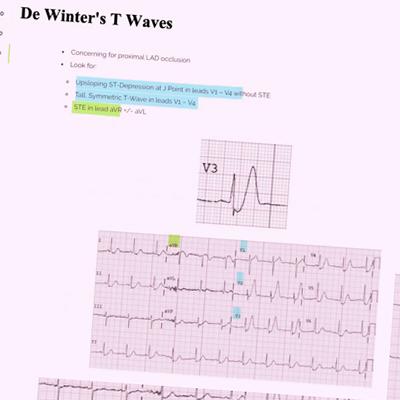 De Winter's T Waves
Concerning for proximal LAD occlusion
Look for:
Upsloping ST-Depression at J Point in leads V1 – V4 without STE
Tall, Symmetric T-Wave in leads V1 – V4
STE in lead aVR +/- aVL
V3
I aVR V1 V4
II aVL V2 V5
III aVF V3 V6